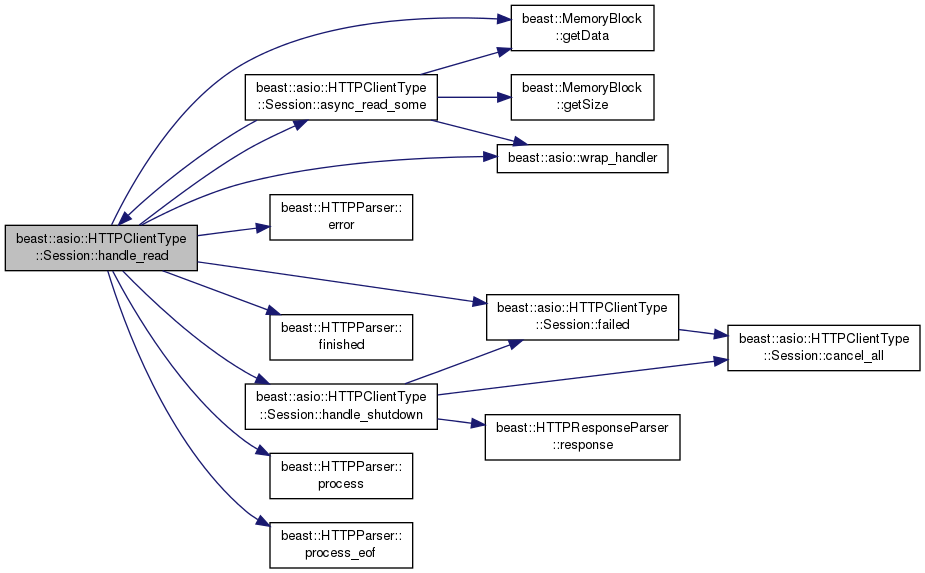 beast::MemoryBlock
::getData
beast::asio::HTTPClientType
::Session::async_read_some
beast::MemoryBlock
::getSize
beast::asio::wrap_handler
beast::HTTPParser::
error
beast::asio::HTTPClientType
::Session::handle_read
beast::asio::HTTPClientType
::Session::failed
beast::HTTPParser::
finished
beast::asio::HTTPClientType
::Session::cancel_all
beast::asio::HTTPClientType
::Session::handle_shutdown
beast::HTTPResponseParser
::response
beast::HTTPParser::
process
beast::HTTPParser::
process_eof